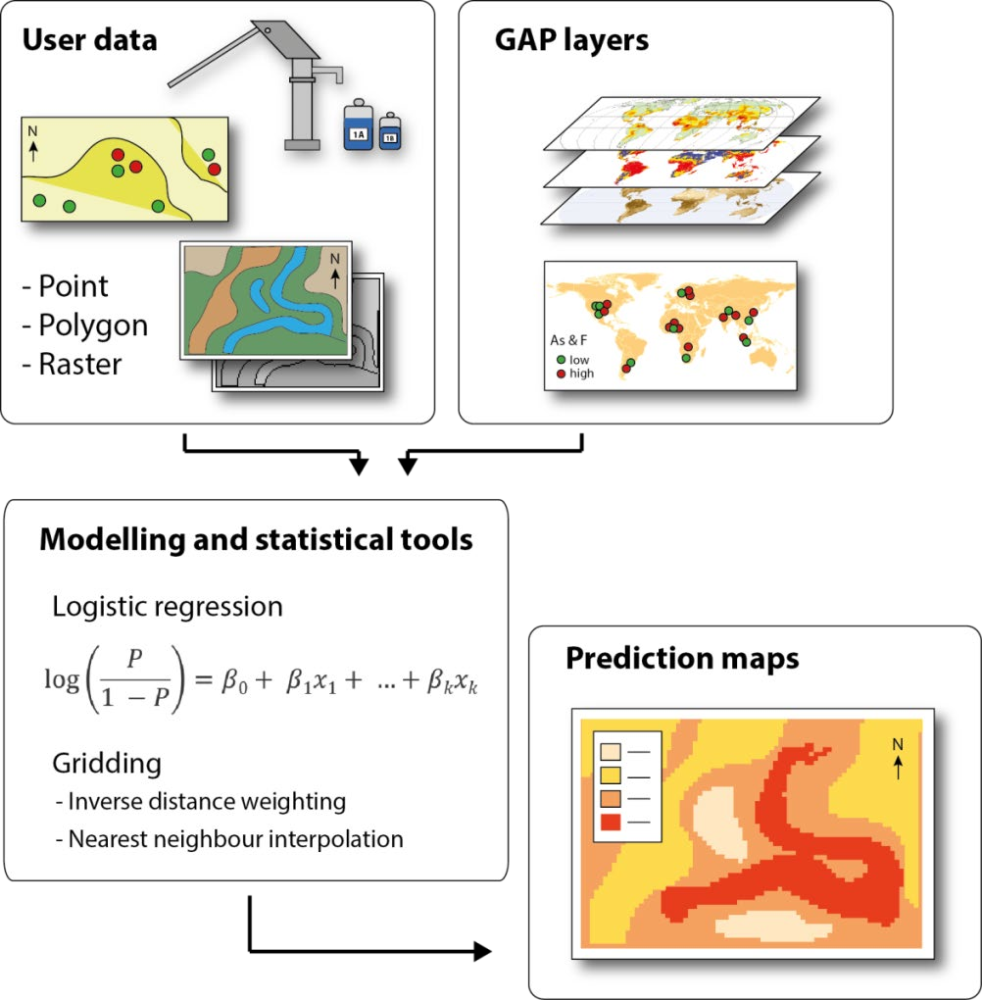 User data
1A
1B
N
N
- Point
- Polygon
- Raster
GAP layers
As & F
low
high
Modelling and statistical tools
Logistic regression
log(P / 1 − P) = β₀ + β₁x₁ + ... + βₖxₖ
Gridding
- Inverse distance weighting
- Nearest neighbour interpolation
Prediction maps
N